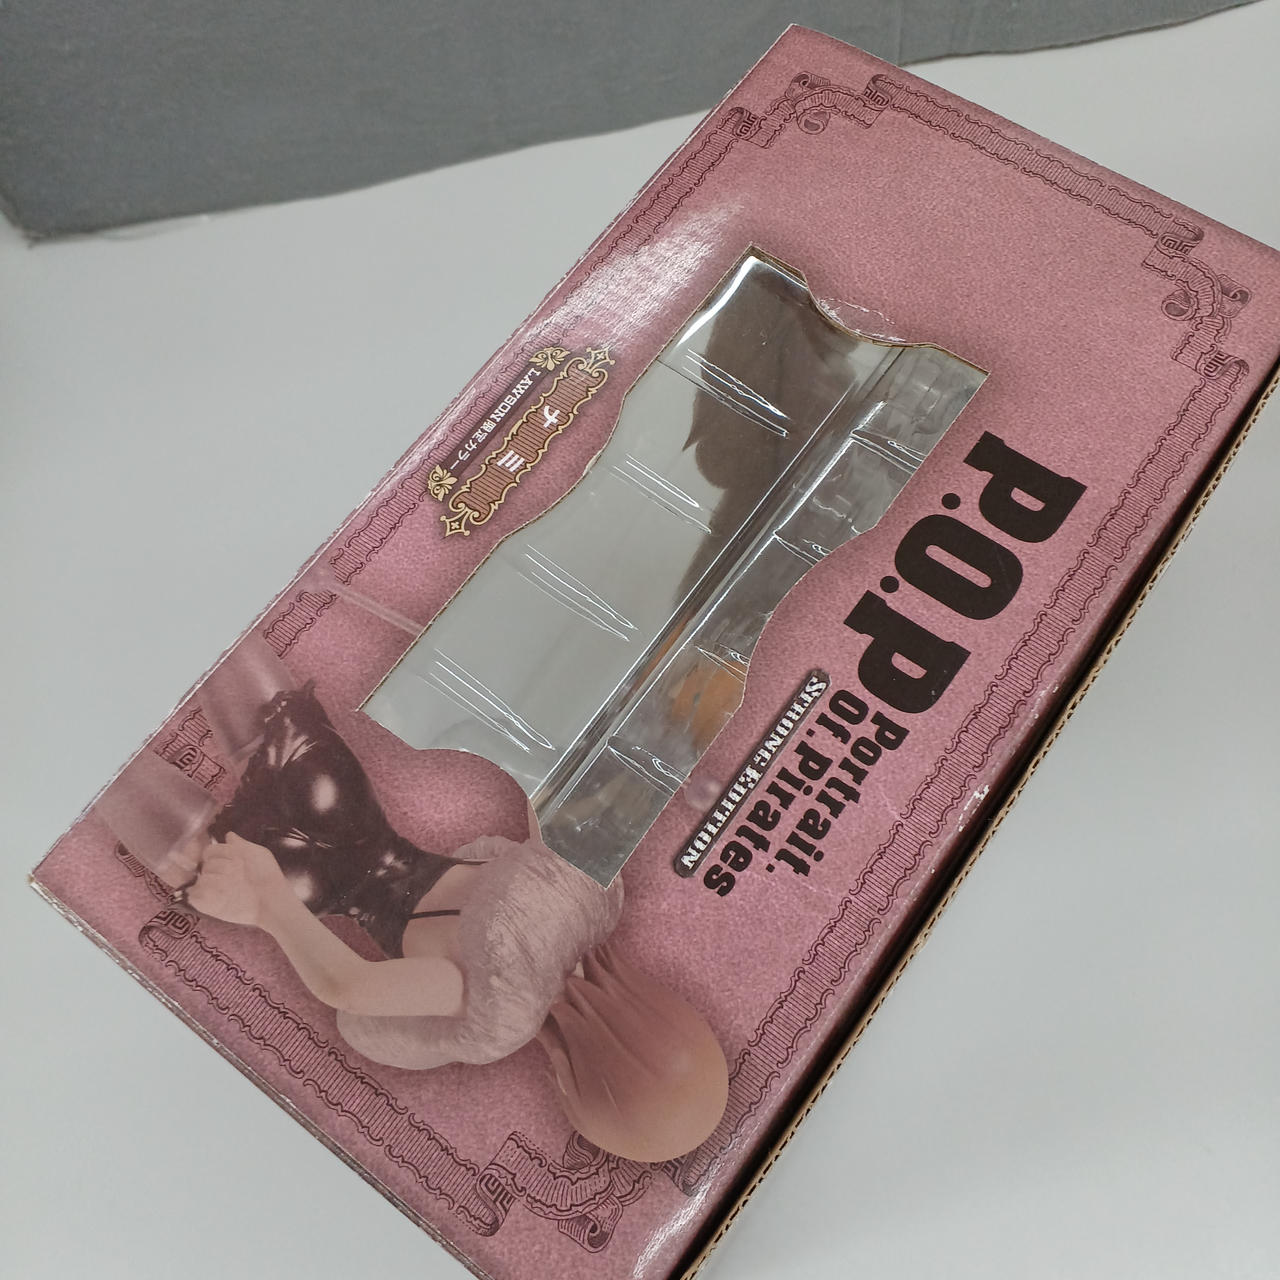 P.O.P
Portrait.
Of.Pirates
STRONG EDITION
ナミ
LAWSON限定カラー